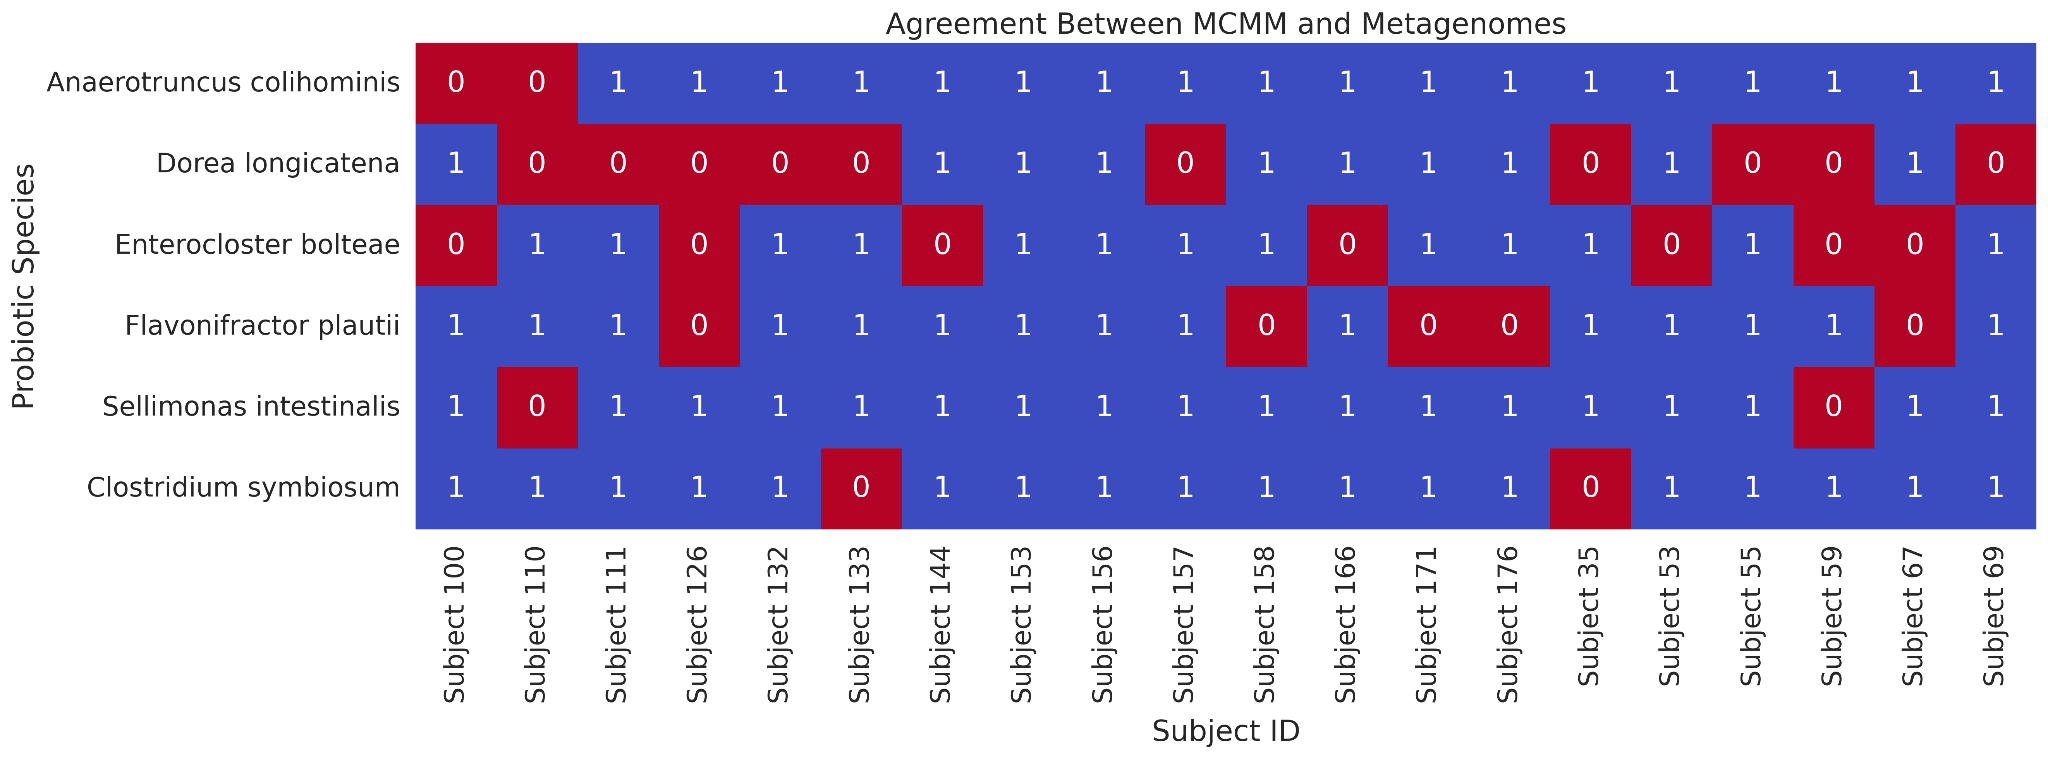 Agreement Between MCMM and Metagenomes
Probiotic Species
Anaerotruncus colihominis 0 0 1 1 1 1 1 1 1 1 1 1 1 1 1 1 1 1 1 1
Dorea longicatena 1 0 0 0 0 0 1 1 1 0 1 1 1 1 0 1 0 0 1 0
Enterocloster bolteae 0 1 1 0 1 1 0 1 1 1 1 0 1 1 1 0 1 0 0 1
Flavonifractor plautii 1 1 1 0 1 1 1 1 1 1 0 1 0 0 1 1 1 1 0 1
Sellimonas intestinalis 1 0 1 1 1 1 1 1 1 1 1 1 1 1 1 1 1 0 1 1
Clostridium symbiosum 1 1 1 1 1 0 1 1 1 1 1 1 1 1 0 1 1 1 1 1
Subject 100
Subject 110
Subject 111
Subject 126
Subject 132
Subject 133
Subject 144
Subject 153
Subject 156
Subject 157
Subject 158
Subject 166
Subject 171
Subject 176
Subject 35
Subject 53
Subject 55
Subject 59
Subject 67
Subject 69
Subject ID